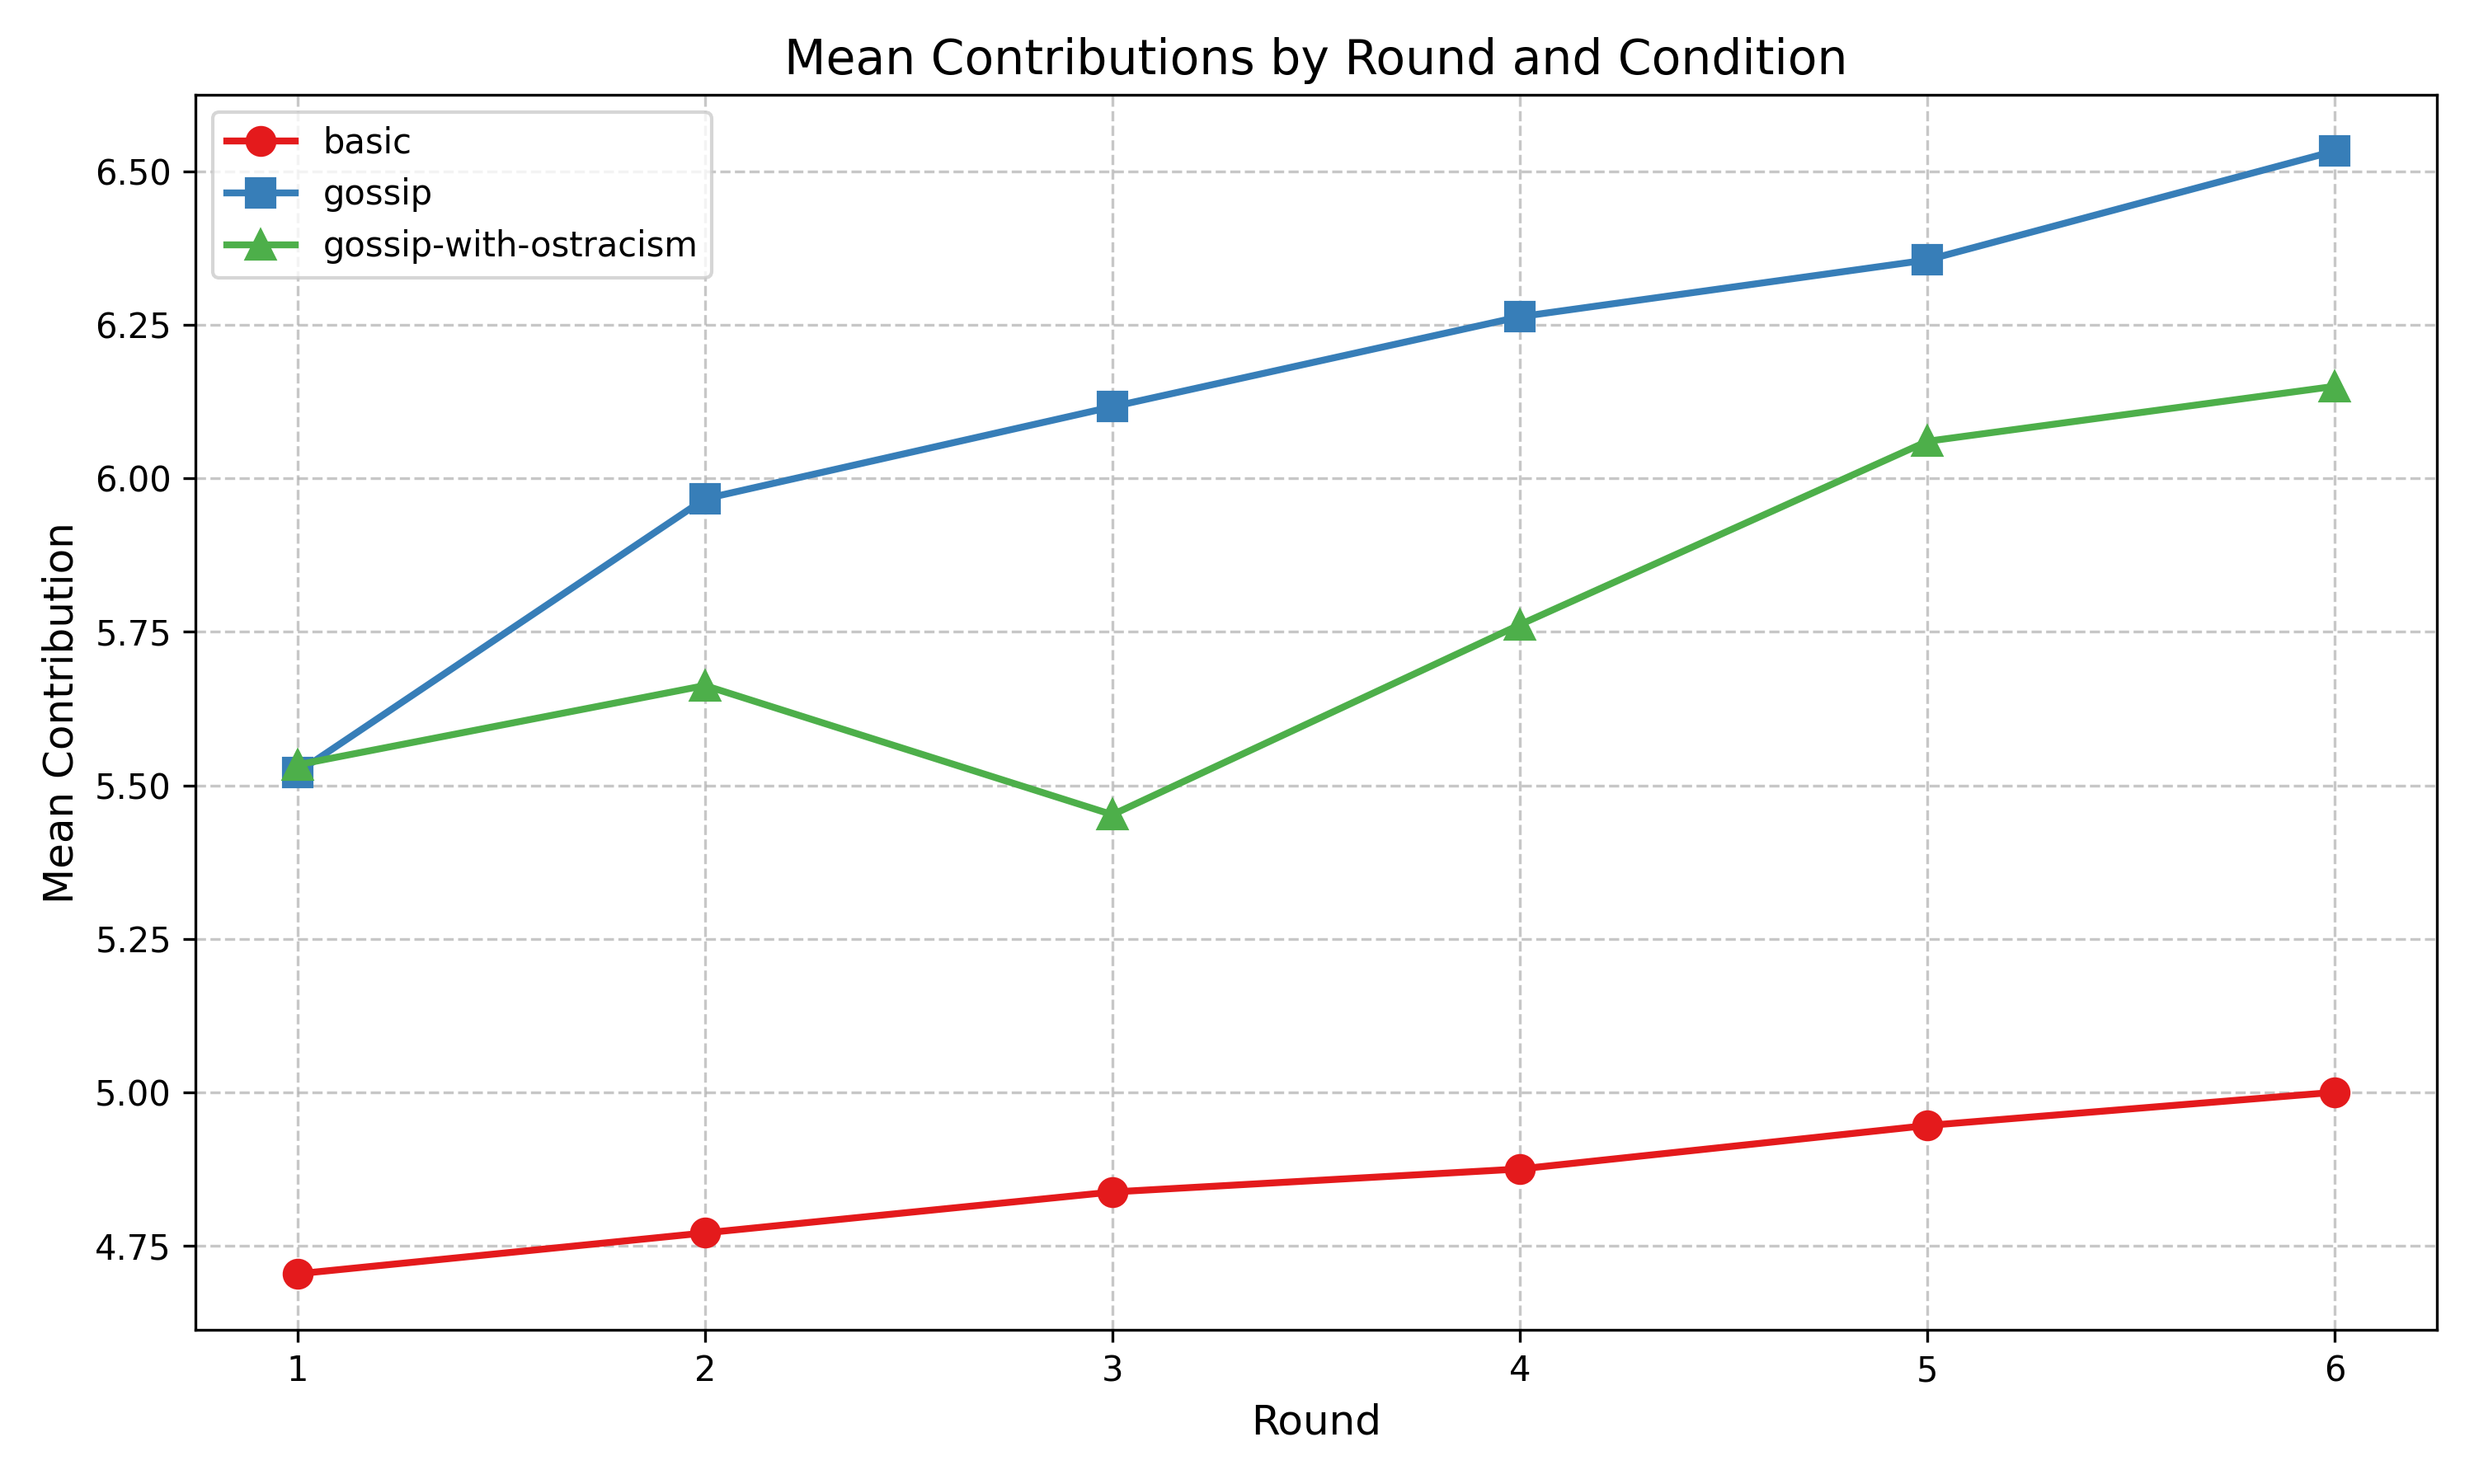 Mean Contributions by Round and Condition
basic
gossip
gossip-with-ostracism
Mean Contribution
6.50
6.25
6.00
5.75
5.50
5.25
5.00
4.75
1 2 3 4 5 6
Round